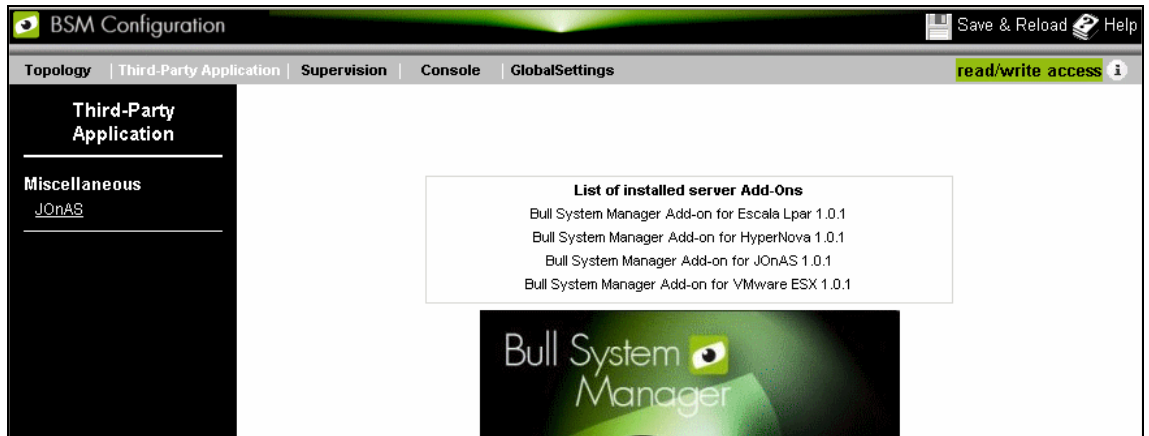 BSM Configuration
Save & Reload Help
Topology | Third-Party Application | Supervision | Console | GlobalSettings
read/write access i
Third-Party
Application
Miscellaneous
JOnAS
List of installed server Add-Ons
Bull System Manager Add-on for Escala Lpar 1.0.1
Bull System Manager Add-on for HyperNova 1.0.1
Bull System Manager Add-on for JOnAS 1.0.1
Bull System Manager Add-on for VMware ESX 1.0.1
Bull System
Manager